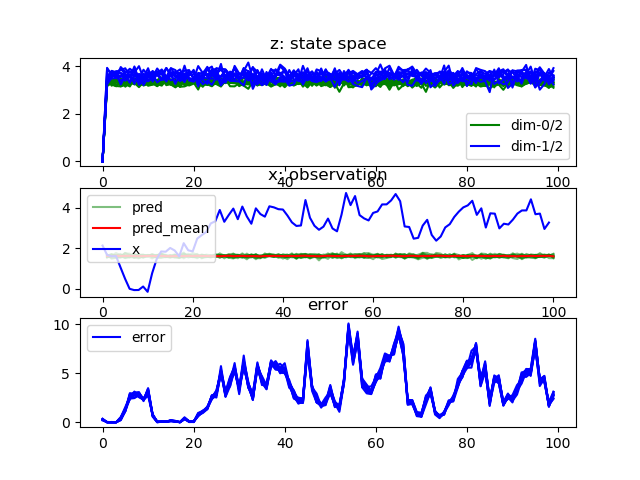 z: state space
4
2
0
dim-0/2
dim-1/2
0 20 40 60 80 100
x: observation
4
2
0
pred
pred_mean
x
0 20 40 60 80 100
error
10
5
0
error
0 20 40 60 80 100